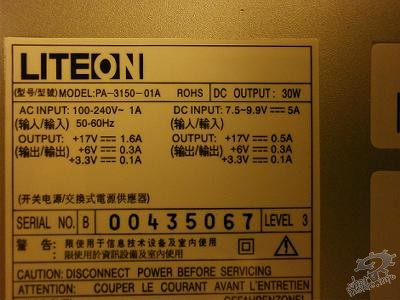 LITEON
(型号/型號)MODEL:PA-3150-01A ROHS DC OUTPUT: 30W
AC INPUT: 100-240V~ 1A DC INPUT: 7.5~9.9V⎓5A
(输人/輸入) 50-60Hz (输人/輸入)
OUTPUT: +17V⎓1.6A OUTPUT: +17V⎓0.5A
(输出/輸出) +6V⎓0.3A (输出/輸出) +6V⎓0.3A
+3.3V⎓0.1A +3.3V⎓0.1A
(开关电源/交換式電源供應器)
SERIAL NO. B 00435067 LEVEL 3
警 告: 限使用于信息技术设备及室内使用
限使用於資訊設備及室內使用
CAUTION: DISCONNECT POWER BEFORE SERVICING
ATTENTION: COUPER LE COURANT AVANT L'ENTRETIEN